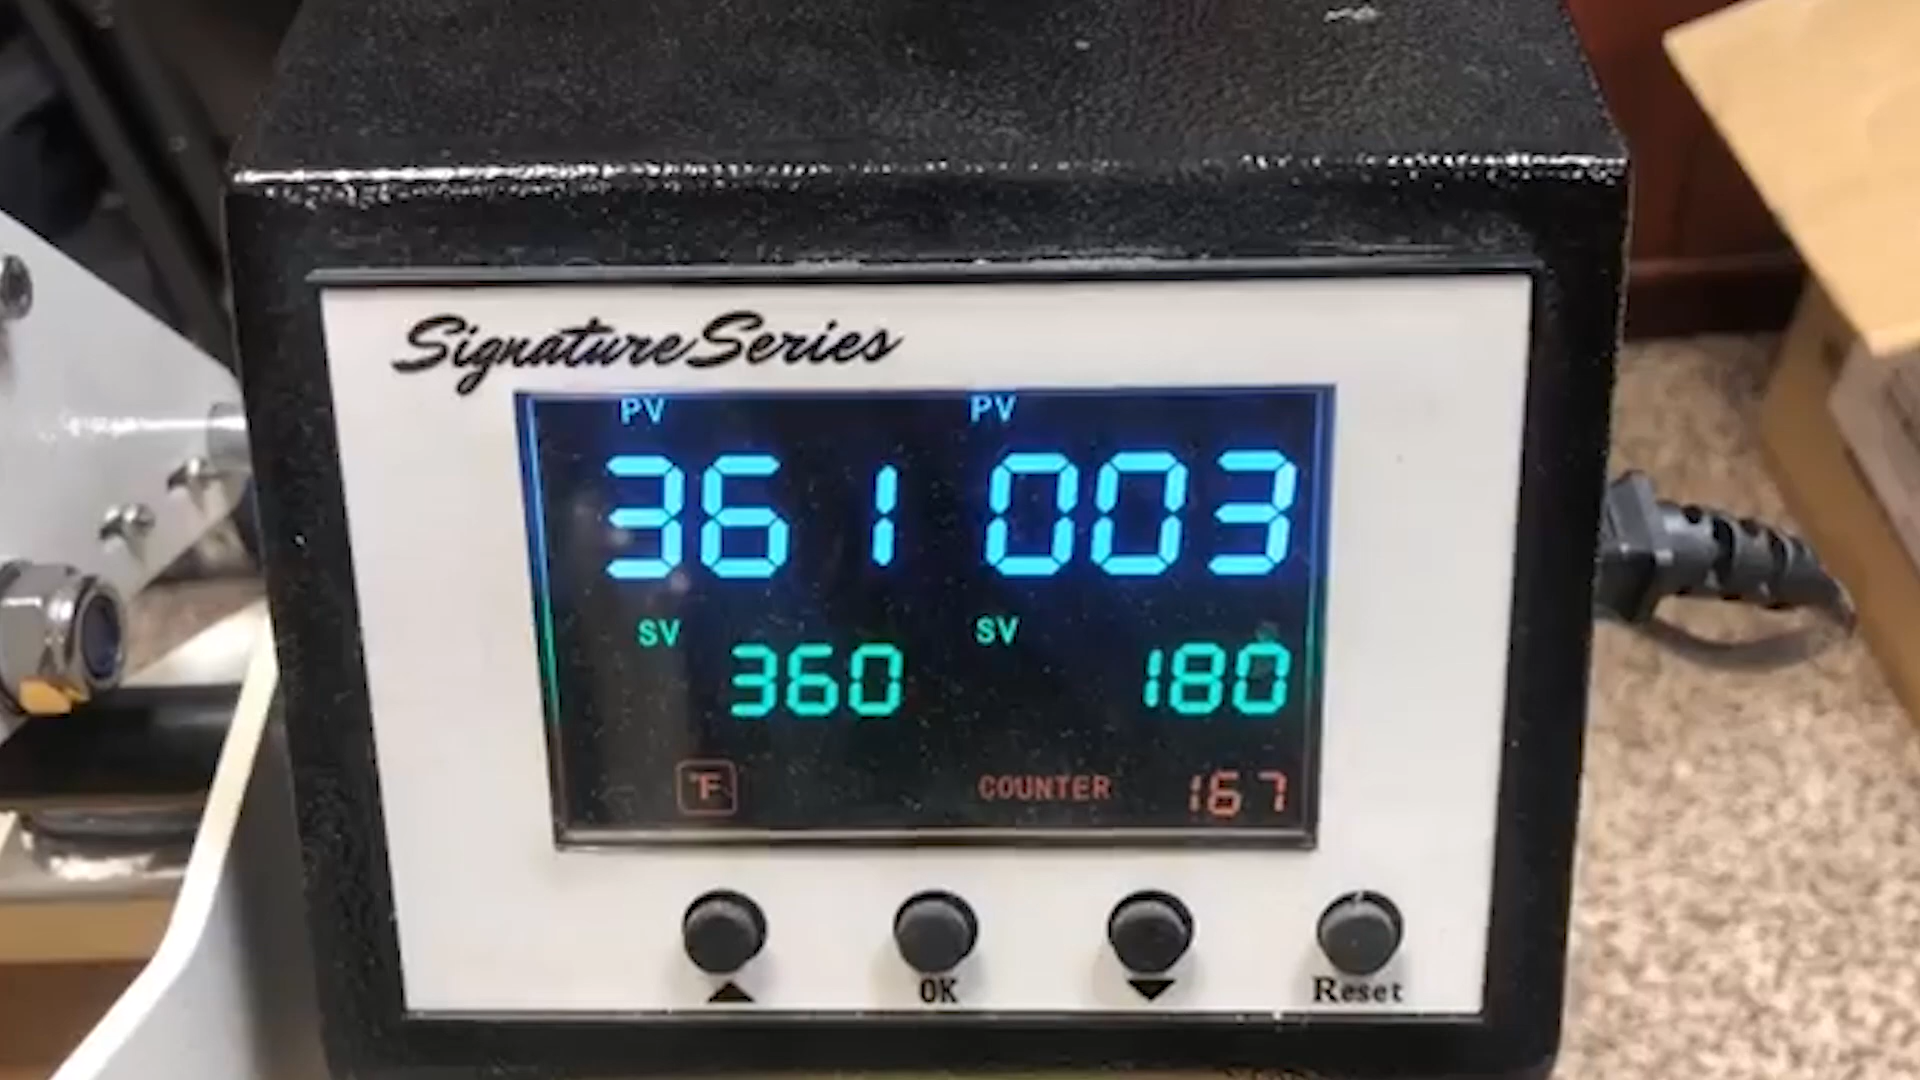 Signature Series
PV PV
361 003
SV SV
360 180
°F COUNTER 167
OK Reset